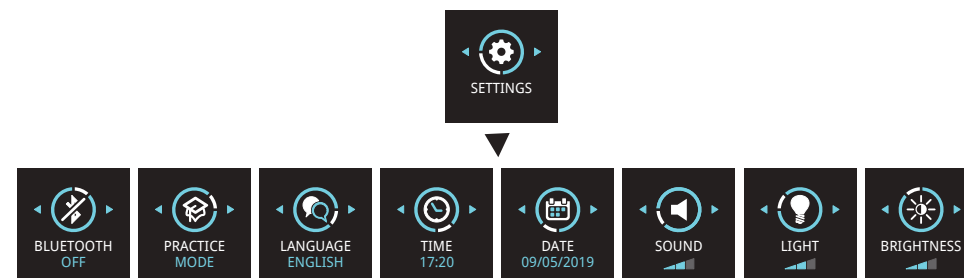 SETTINGS
BLUETOOTH
OFF
PRACTICE
MODE
LANGUAGE
ENGLISH
TIME
17:20
DATE
09/05/2019
SOUND
LIGHT
BRIGHTNESS